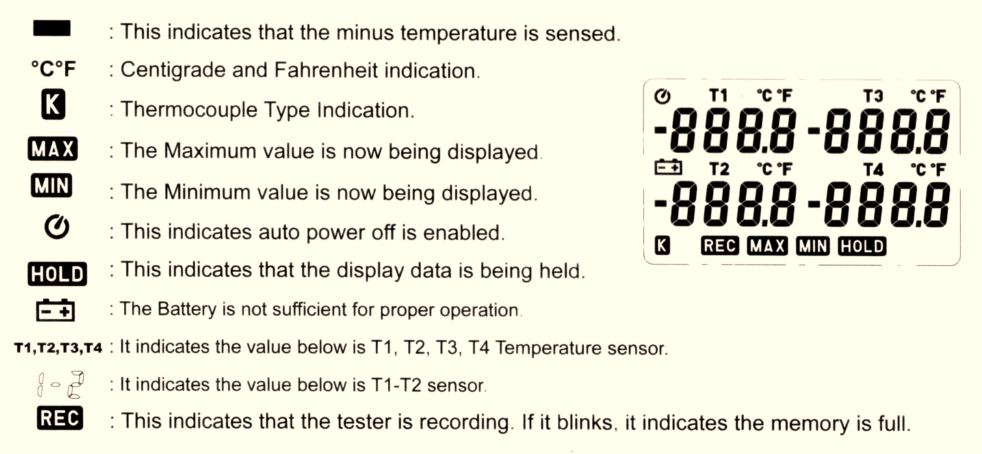 : This indicates that the minus temperature is sensed.
°C°F : Centigrade and Fahrenheit indication.
K : Thermocouple Type Indication.
MAX : The Maximum value is now being displayed.
MIN : The Minimum value is now being displayed.
: This indicates auto power off is enabled.
HOLD : This indicates that the display data is being held.
: The Battery is not sufficient for proper operation.
T1,T2,T3,T4 : It indicates the value below is T1, T2, T3, T4 Temperature sensor.
1-2 : It indicates the value below is T1-T2 sensor.
REC : This indicates that the tester is recording. If it blinks, it indicates the memory is full.
T1 °C °F T3 °C °F
-888.8 -888.8
T2 °C °F T4 °C °F
-888.8 -888.8
K REC MAX MIN HOLD